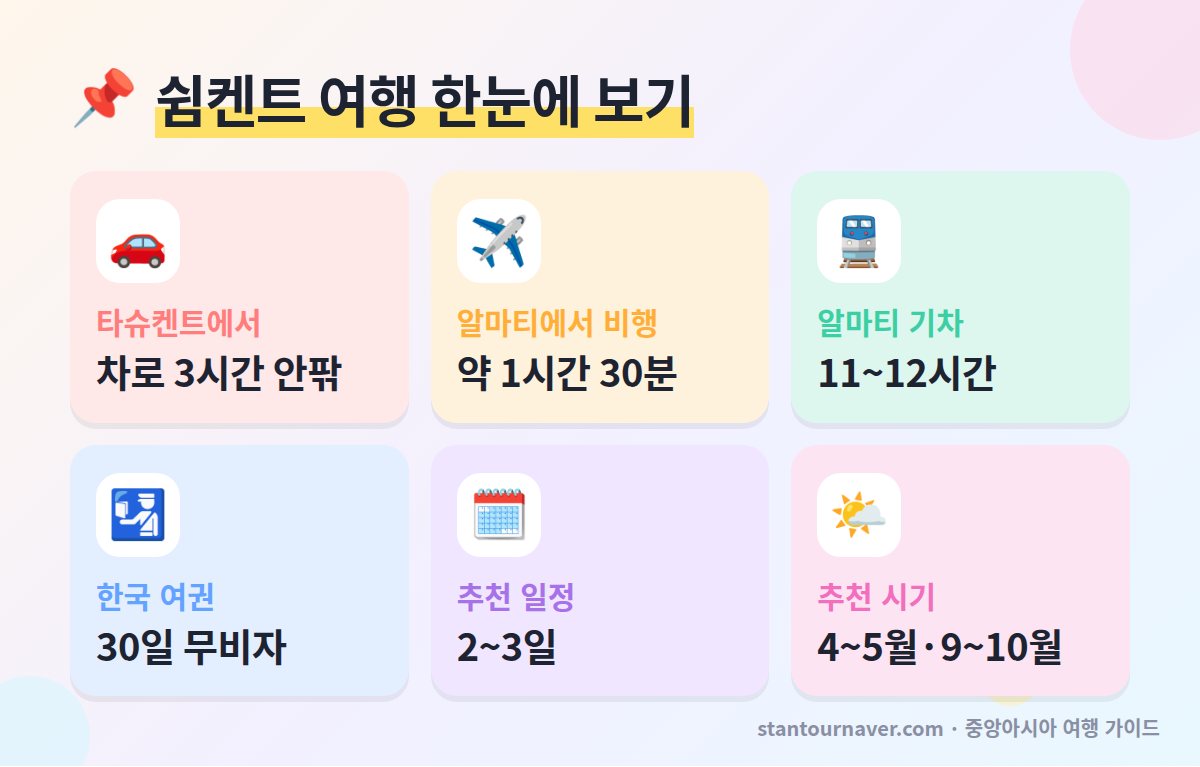 쉼켄트 여행 한눈에 보기
타슈켄트에서
차로 3시간 안팎
알마티에서 비행
약 1시간 30분
알마티 기차
11~12시간
한국 여권
30일 무비자
추천 일정
2~3일
추천 시기
4~5월·9~10월
stantournaver.com · 중앙아시아 여행 가이드